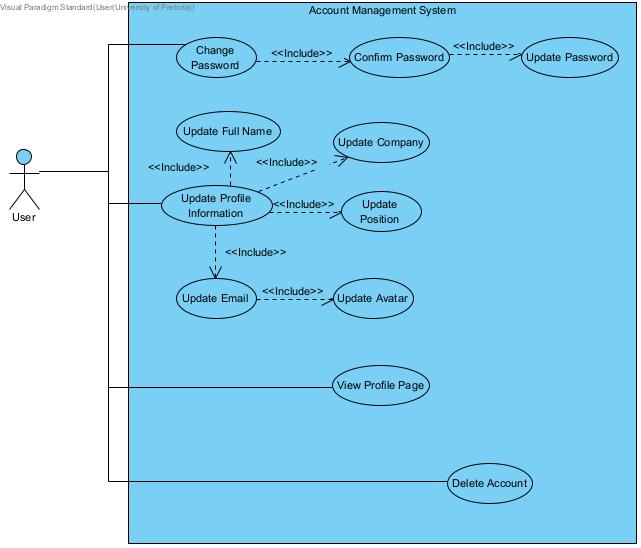 Visual Paradigm Standard(User(University of Pretoria))
Account Management System
Change
Password
<<Include>>
Confirm Password
<<Include>>
Update Password
Update Full Name
<<Include>>
<<Include>>
Update Company
Update Profile
Information
<<Include>>
Update
Position
User
<<Include>>
Update Email
<<Include>>
Update Avatar
View Profile Page
Delete Account